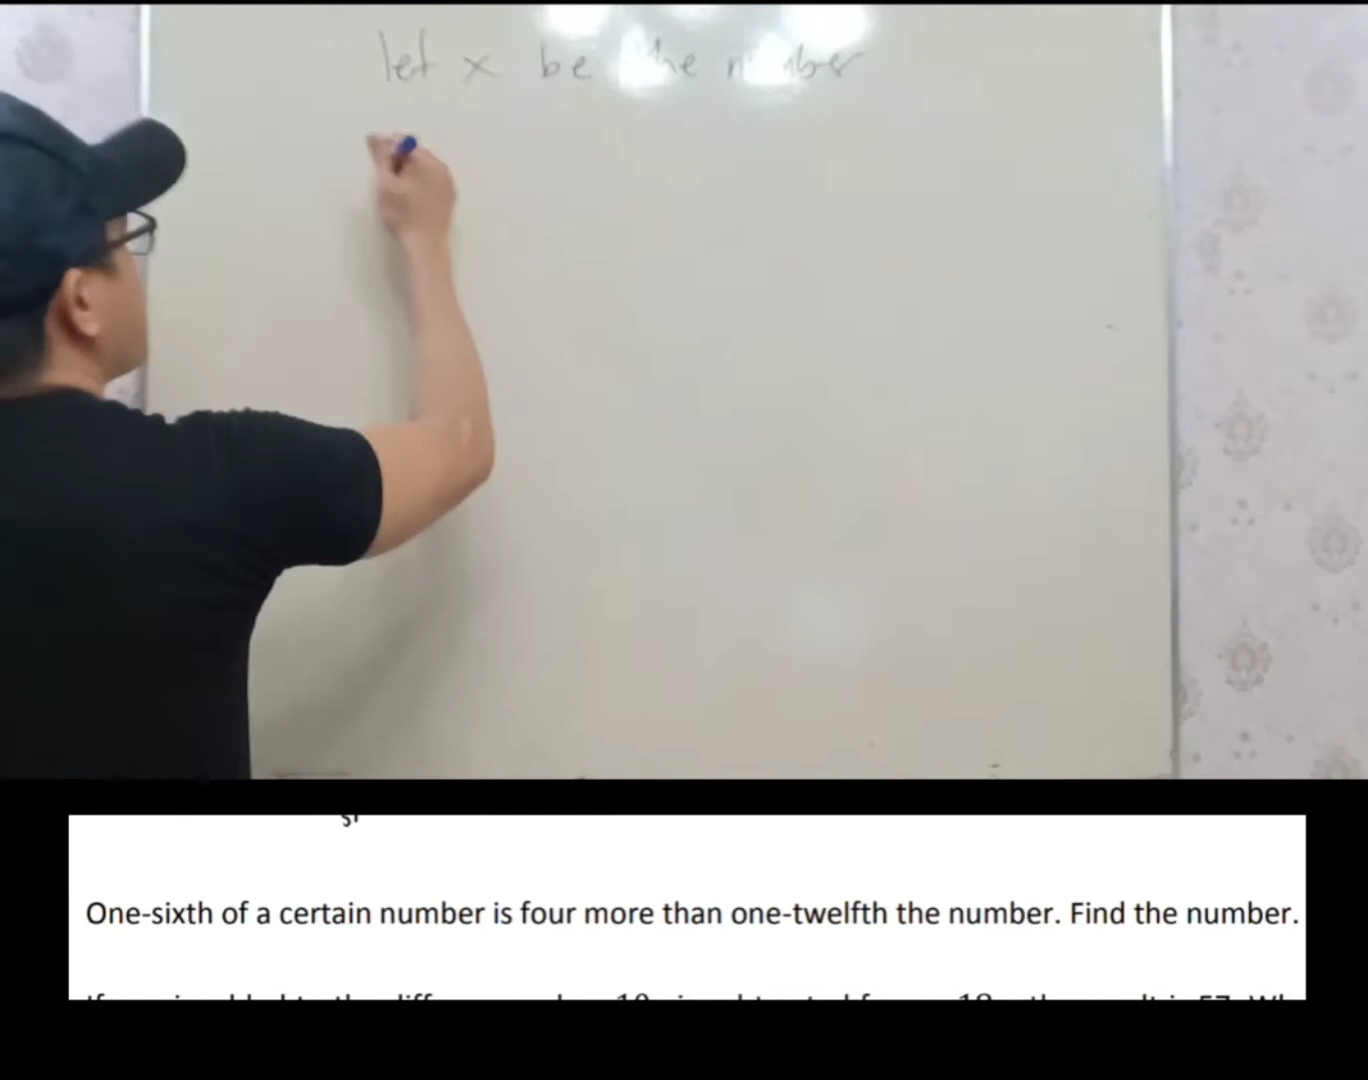 let x be the number
One-sixth of a certain number is four more than one-twelfth the number. Find the number.